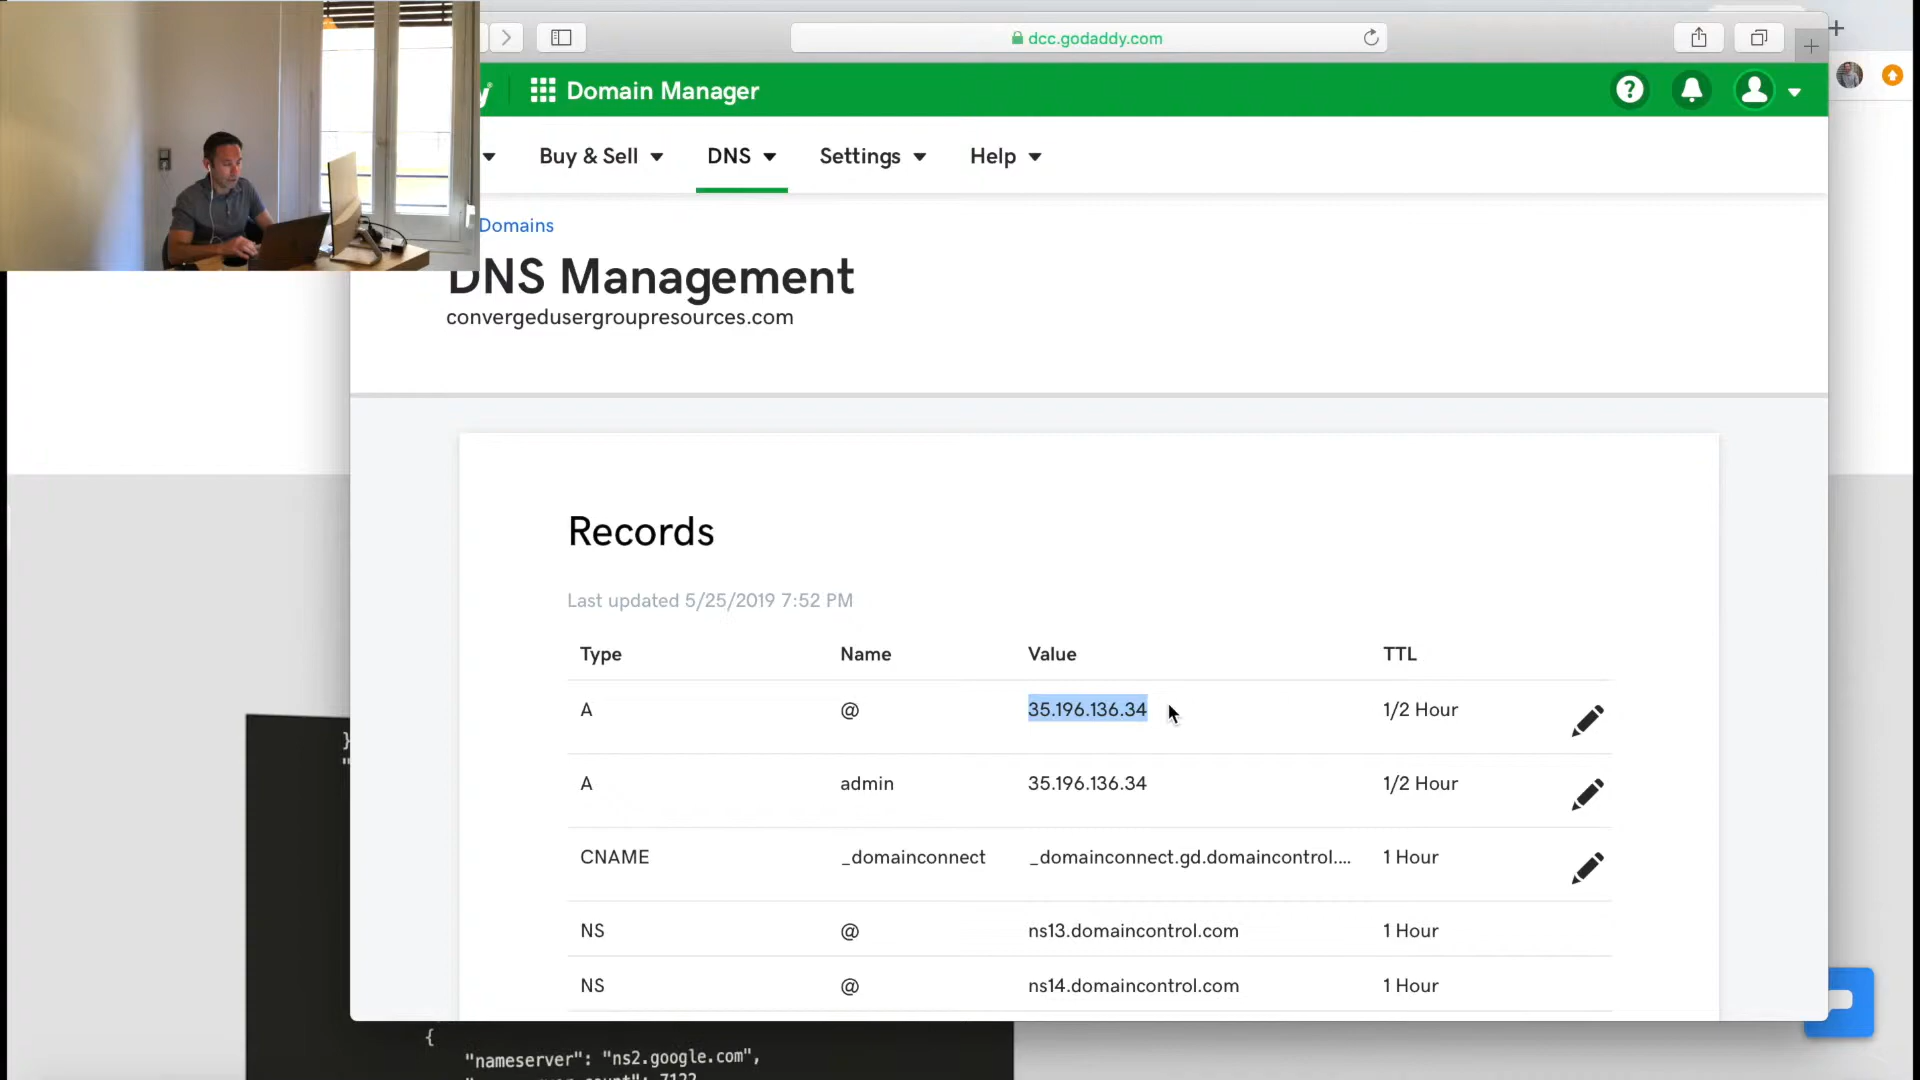 dcc.godaddy.com
y Domain Manager
Buy & Sell DNS Settings Help
Domains
DNS Management
convergedusergroupresources.com
Records
Last updated 5/25/2019 7:52 PM
Type Name Value TTL
A @ 35.196.136.34 1/2 Hour
A admin 35.196.136.34 1/2 Hour
CNAME _domainconnect _domainconnect.gd.domaincontrol.... 1 Hour
NS @ ns13.domaincontrol.com 1 Hour
NS @ ns14.domaincontrol.com 1 Hour
}
"
{
"nameserver": "ns2.google.com",